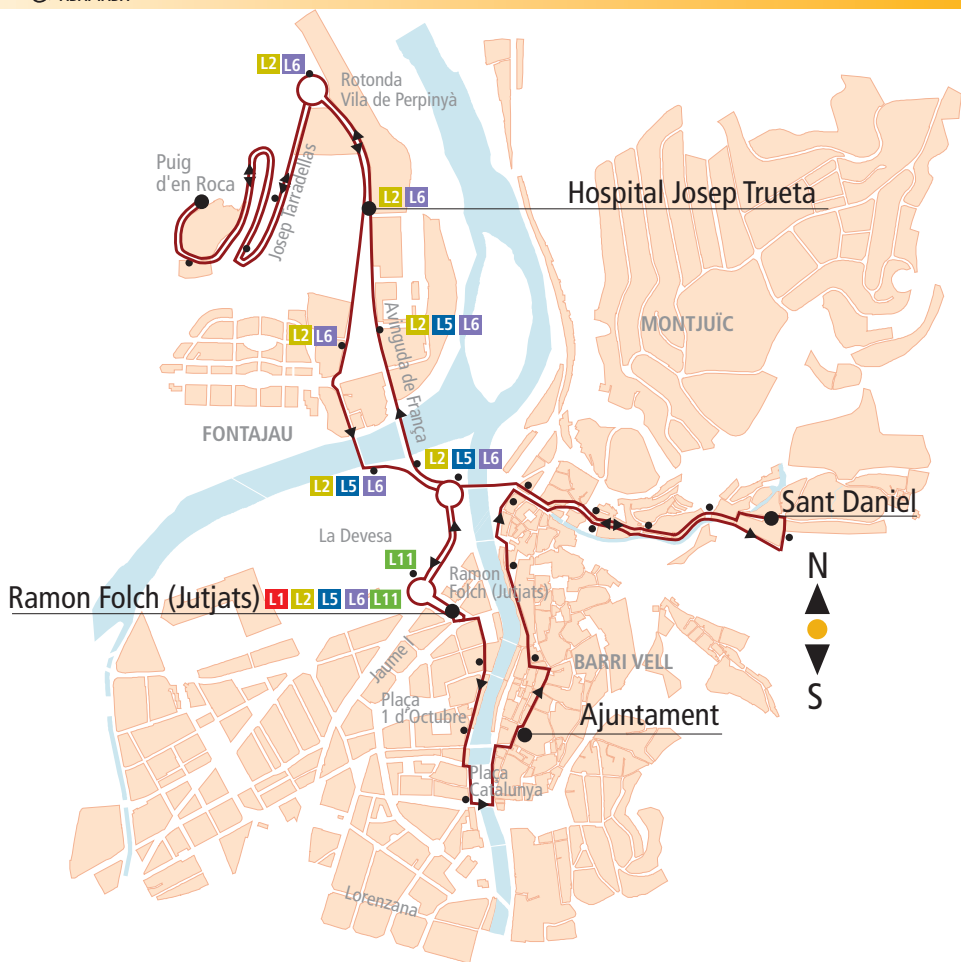 L2 L6
Rotonda
Vila de Perpinyà
Puig
d'en Roca
Josep Tarradellas
L2 L6
Hospital Josep Trueta
L2 L6
Avinguda de França
L2 L5 L6
MONTJUÏC
FONTAJAU
L2 L5 L6
L2 L5 L6
Sant Daniel
La Devesa
L11
Ramon
Folch (Jutjats)
Ramon Folch (Jutjats) L1 L2 L5 L6 L11
N
S
Jaume I
BARRI VELL
Plaça
1 d'Octubre
Ajuntament
Plaça
Catalunya
Lorenzana